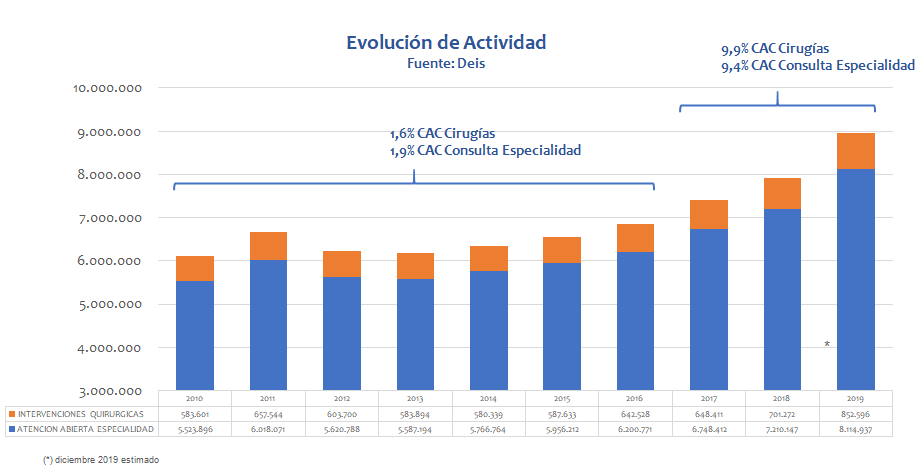 Evolución de Actividad
Fuente: Deis
9,9% CAC Cirugías
9,4% CAC Consulta Especialidad
1,6% CAC Cirugías
1,9% CAC Consulta Especialidad
10.000.000
9.000.000
8.000.000
7.000.000
6.000.000
5.000.000
4.000.000
3.000.000
*
2010 2011 2012 2013 2014 2015 2016 2017 2018 2019
INTERVENCIONES QUIRURGICAS 583.601 657.544 603.700 583.894 580.339 587.633 642.528 648.411 701.272 852.596
ATENCION ABIERTA ESPECIALIDAD 5.523.896 6.018.071 5.620.788 5.587.194 5.766.764 5.956.212 6.200.771 6.748.412 7.210.147 8.114.937
(*) diciembre 2019 estimado